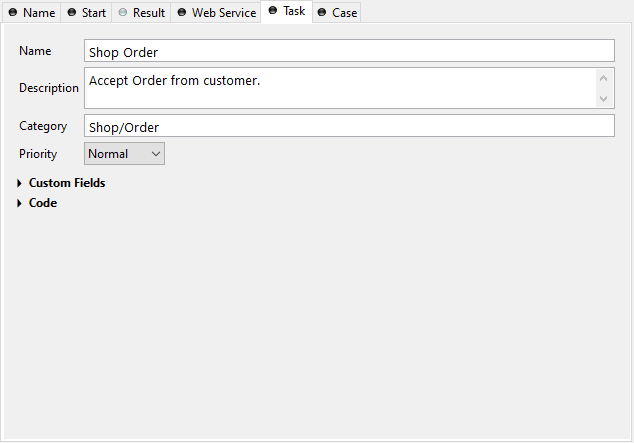 Name Start Result Web Service Task Case
Name Shop Order
Description Accept Order from customer.
Category Shop/Order
Priority Normal
Custom Fields
Code